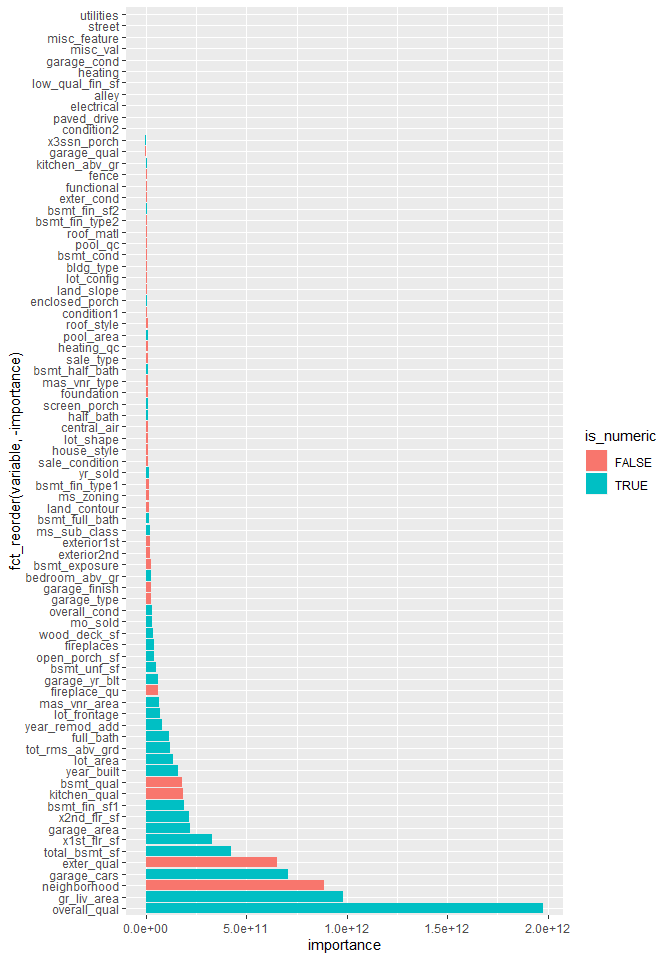 utilities
street
misc_feature
misc_val
garage_cond
heating
low_qual_fin_sf
alley
electrical
paved_drive
condition2
x3ssn_porch
garage_qual
kitchen_abv_gr
fence
functional
exter_cond
bsmt_fin_sf2
bsmt_fin_type2
roof_matl
pool_qc
bsmt_cond
bldg_type
lot_config
land_slope
enclosed_porch
condition1
roof_style
pool_area
heating_qc
sale_type
bsmt_half_bath
mas_vnr_type
foundation
screen_porch
half_bath
central_air
lot_shape
house_style
sale_condition
yr_sold
bsmt_fin_type1
ms_zoning
land_contour
bsmt_full_bath
ms_sub_class
exterior1st
exterior2nd
bsmt_exposure
bedroom_abv_gr
garage_finish
garage_type
overall_cond
mo_sold
wood_deck_sf
fireplaces
open_porch_sf
bsmt_unf_sf
garage_yr_blt
fireplace_qu
mas_vnr_area
lot_frontage
year_remod_add
full_bath
tot_rms_abv_grd
lot_area
year_built
bsmt_qual
kitchen_qual
bsmt_fin_sf1
x2nd_flr_sf
garage_area
x1st_flr_sf
total_bsmt_sf
exter_qual
garage_cars
neighborhood
gr_liv_area
overall_qual
fct_reorder(variable, -importance)
0.0e+00 5.0e+11 1.0e+12 1.5e+12 2.0e+12
importance
is_numeric
FALSE
TRUE